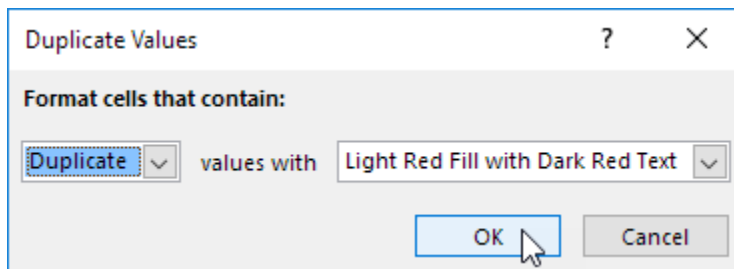 Duplicate Values ?
Format cells that contain:
Duplicate values with Light Red Fill with Dark Red Text
OK Cancel